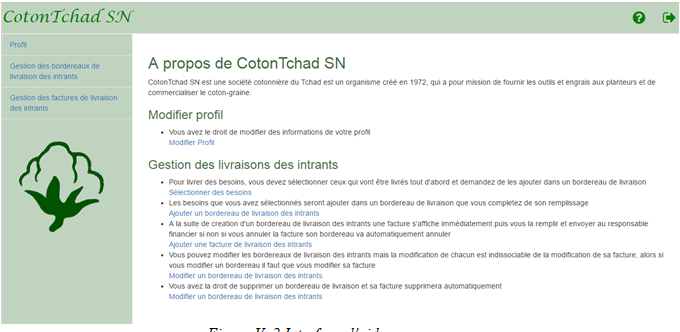 CotonTchad SN
Profil
Gestion des bordereaux de
livraison des intrants
Gestion des factures de livraison
des intrants
A propos de CotonTchad SN
CotonTchad SN est une société cotonnière du Tchad est un organisme créé en 1972, qui a pour mission de fournir les outils et engrais aux planteurs et de
commercialiser le coton-graine.
Modifier profil
Vous avez le droit de modifier des informations de votre profil
Modifier Profil
Gestion des livraisons des intrants
Pour livrer des besoins, vous devez sélectionner ceux qui vont être livrés tout d'abord et demandez de les ajouter dans un bordereau de livraison
Sélectionner des besoins
Les besoins que vous avez sélectionnés seront ajouter dans un bordereau de livraison que vous completez de son remplissage
Ajouter un bordereau de livraison des intrants
A la suite de creation d'un bordereau de livraison des intrants une facture s'affiche immédiatement puis vous la remplir et envoyer au responsable
financier si non si vous annuler la facture son bordereau va automatiquement annuler
Ajouter une facture de livraison des intrants
Vous pouvez modifier les bordereaux de livraison des intrants mais la modification de chacun est indissociable de la modification de sa facture, alors si
vous modifier un bordereau il faut que vous modifier sa facture
Modifier un bordereau de livraison des intrants
Vous avez la droit de supprimer un bordereau de livraison et sa facture supprimera automatiquement
Modifier un bordereau de livraison des intrants